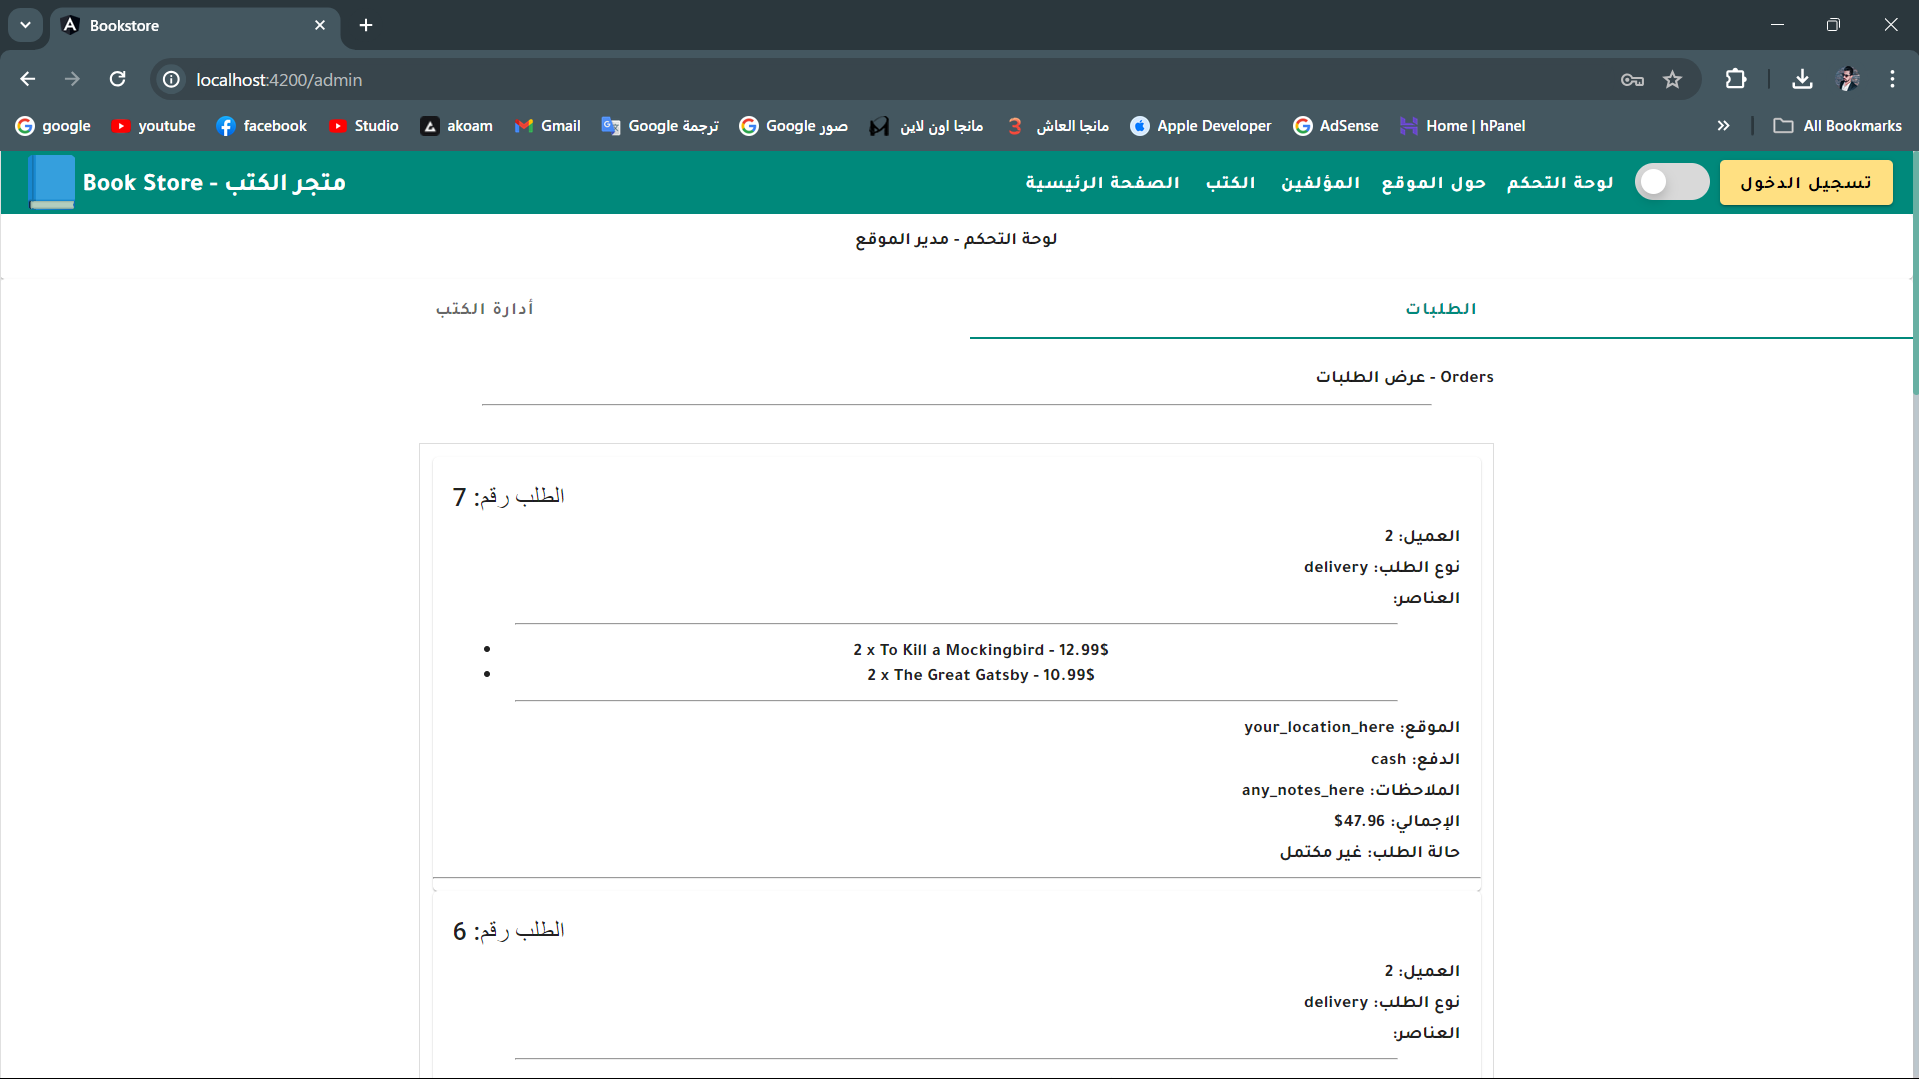 Bookstore
localhost:4200/admin
google youtube facebook Studio akoam Gmail Google ترجمة Google صور مانجا اون لاين مانجا العاش Apple Developer AdSense Home | hPanel All Bookmarks
Book Store - متجر الكتب
الصفحة الرئيسية الكتب المؤلفين حول الموقع لوحة التحكم تسجيل الدخول
لوحة التحكم - مدير الموقع
الطلبات
أدارة الكتب
Orders - عرض الطلبات
الطلب رقم: 7
العميل: 2
نوع الطلب: delivery
العناصر:
2 x To Kill a Mockingbird - 12.99$
2 x The Great Gatsby - 10.99$
الموقع: your_location_here
الدفع: cash
الملاحظات: any_notes_here
الإجمالي: 47.96$
حالة الطلب: غير مكتمل
الطلب رقم: 6
العميل: 2
نوع الطلب: delivery
العناصر: